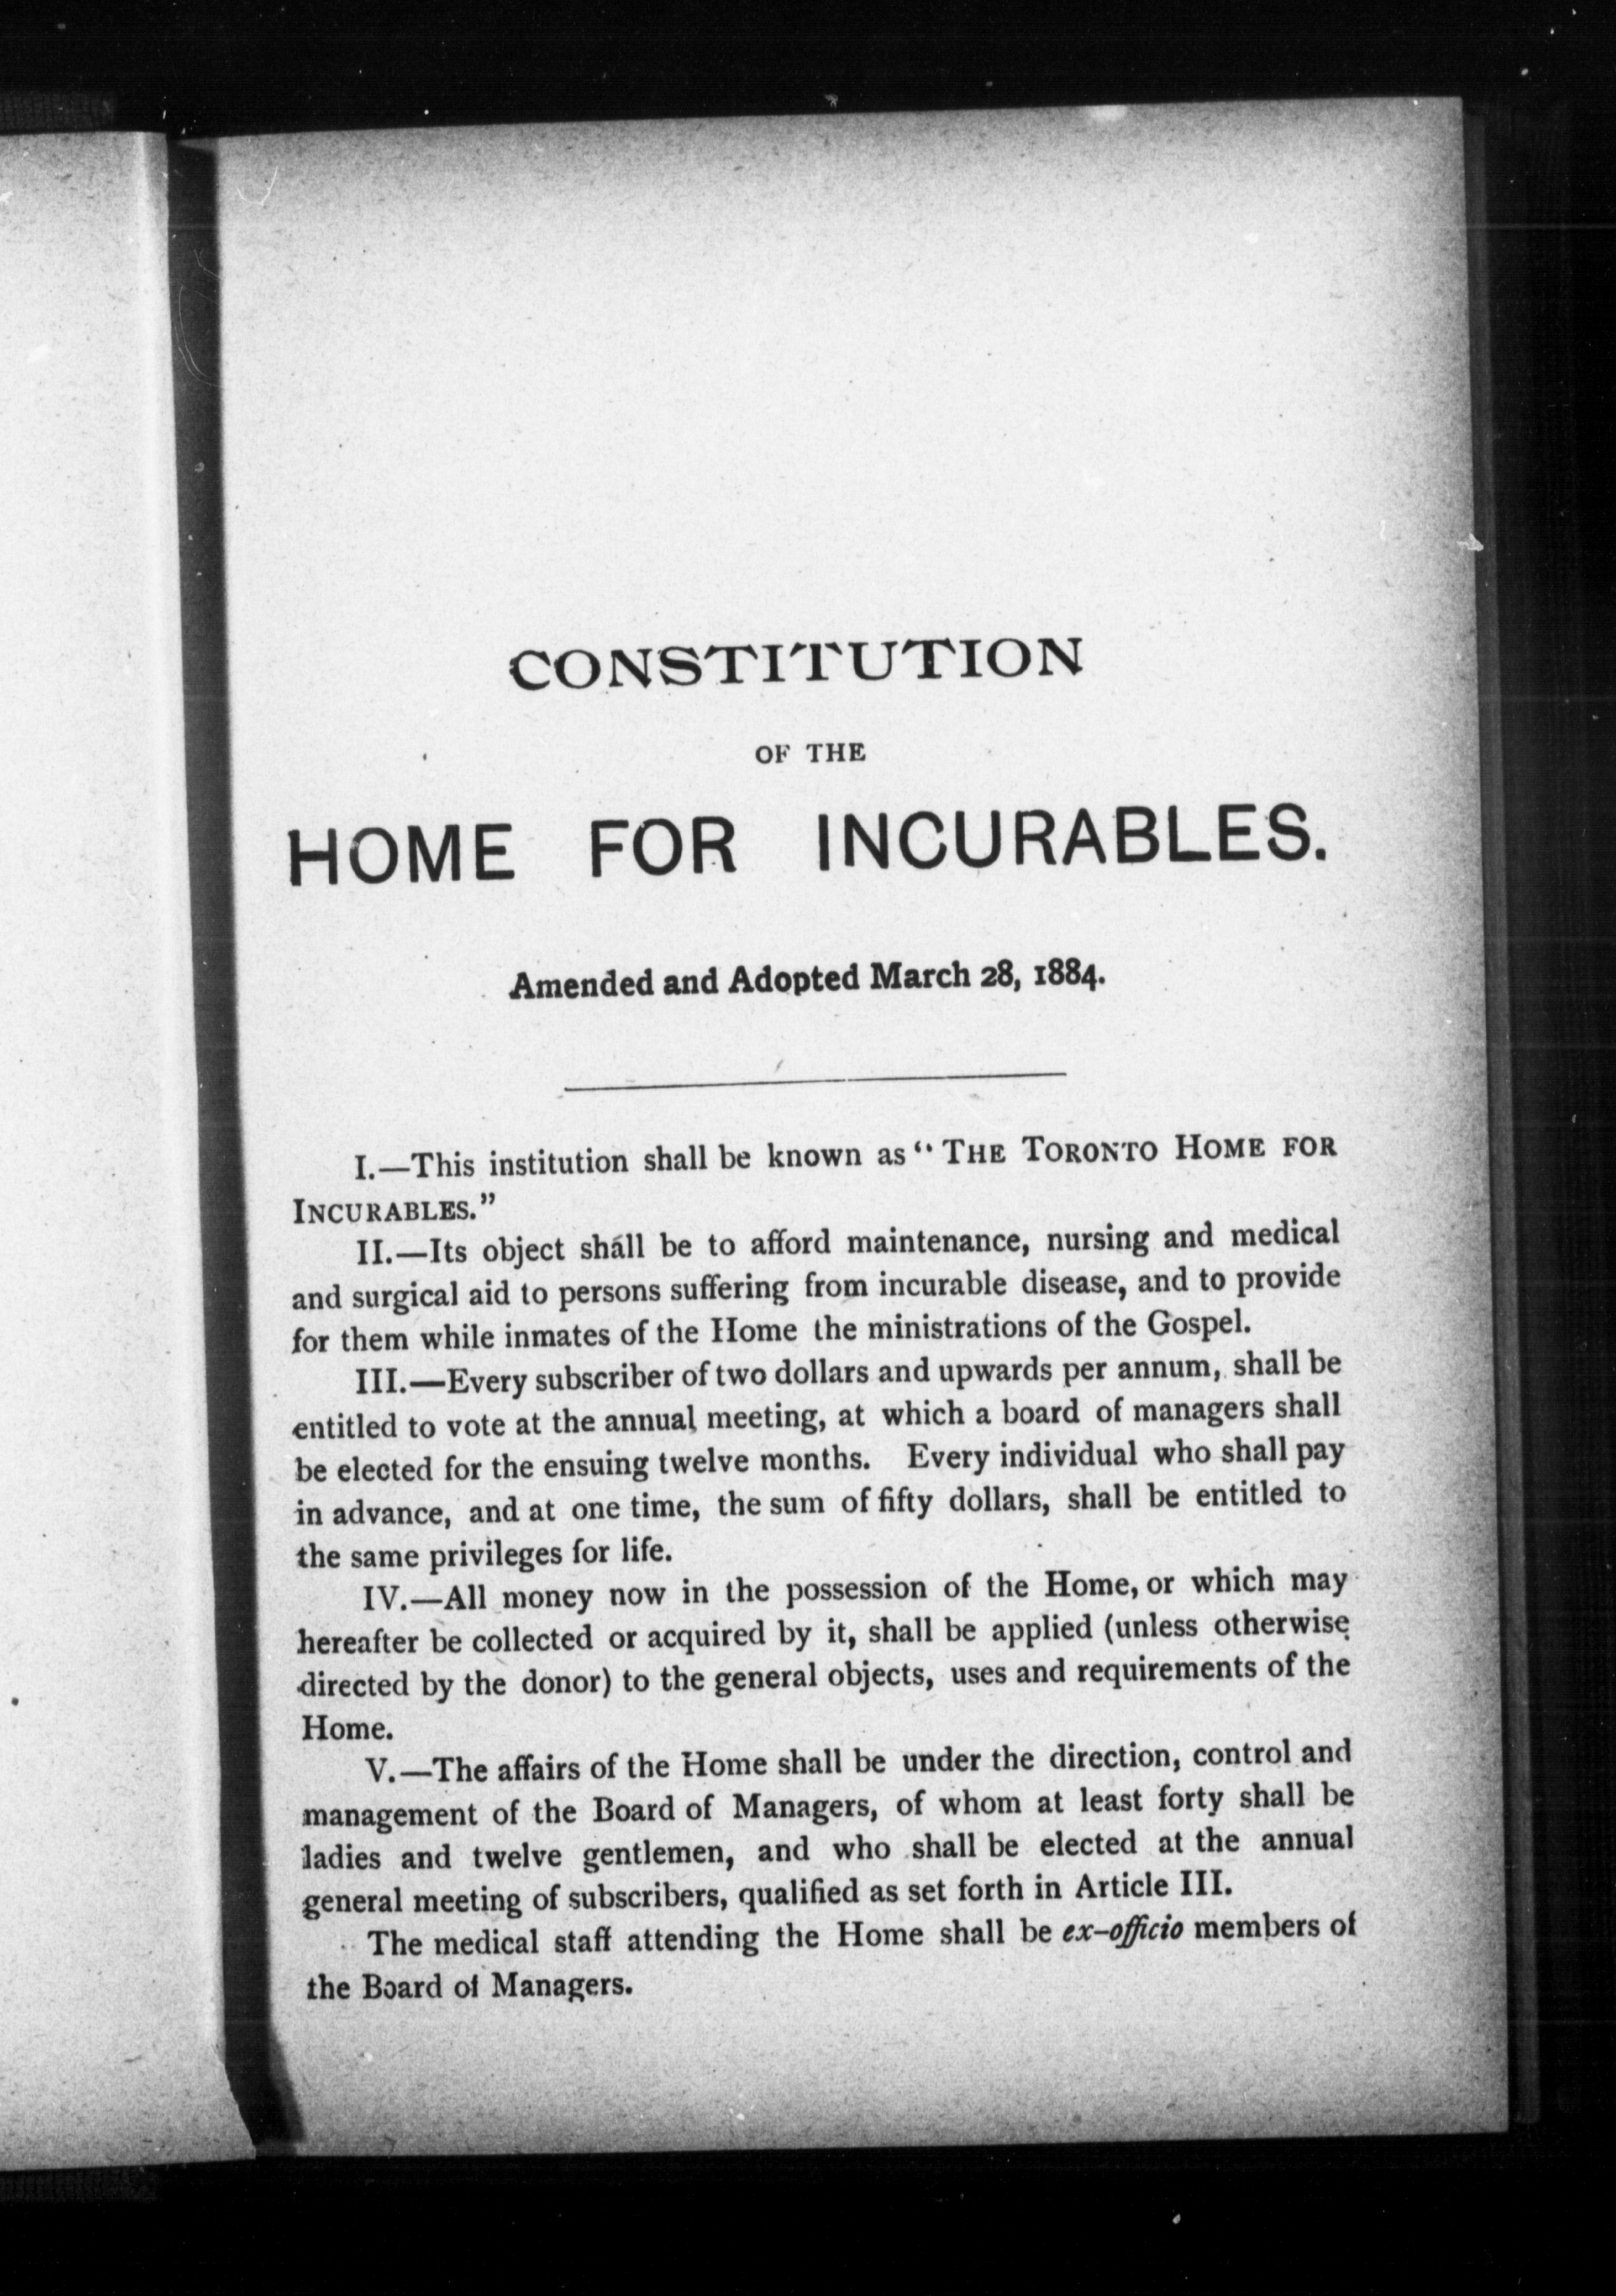 CONSTITUTION
OF THE
HOME FOR INCURABLES.
Amended and Adopted March 28, 1884.
I.—This institution shall be known as "THE TORONTO HOME FOR
INCURABLES."
II.—Its object shall be to afford maintenance, nursing and medical
and surgical aid to persons suffering from incurable disease, and to provide
for them while inmates of the Home the ministrations of the Gospel.
III.—Every subscriber of two dollars and upwards per annum, shall be
entitled to vote at the annual meeting, at which a board of managers shall
be elected for the ensuing twelve months. Every individual who shall pay
in advance, and at one time, the sum of fifty dollars, shall be entitled to
the same privileges for life.
IV.—All money now in the possession of the Home, or which may
hereafter be collected or acquired by it, shall be applied (unless otherwise
directed by the donor) to the general objects, uses and requirements of the
Home.
V.—The affairs of the Home shall be under the direction, control and
management of the Board of Managers, of whom at least forty shall be
ladies and twelve gentlemen, and who shall be elected at the annual
general meeting of subscribers, qualified as set forth in Article III.
The medical staff attending the Home shall be ex-officio members of
the Board of Managers.